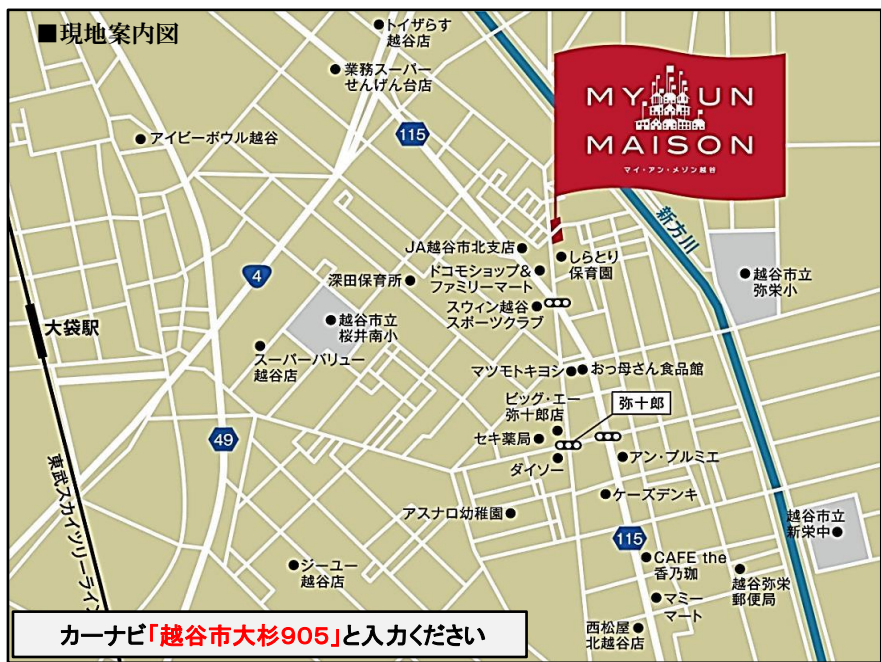 ■現地案内図
トイザらす
越谷店
業務スーパー
せんげん台店
アイビーボウル越谷
115
MY UN
MAISON
マイ・アン・メゾン越谷
新方川
JA越谷市北支店
しらとり
保育園
ドコモショップ&
ファミリーマート
4
深田保育所
越谷市立
弥栄小
スウィン越谷
スポーツクラブ
大袋駅
越谷市立
桜井南小
スーパーバリュー
越谷店
マツモトキヨシ
おっ母さん食品館
ビッグ・エー
弥十郎店
弥十郎
49
セキ薬局
ダイソー
アン・プルミエ
東武スカイツリーライン
ケーズデンキ
アスナロ幼稚園
越谷市立
新栄中
115
ジーユー
越谷店
CAFE the
香乃珈
越谷弥栄
郵便局
マミー
マート
西松屋
北越谷店
カーナビ「越谷市大杉905」と入力ください